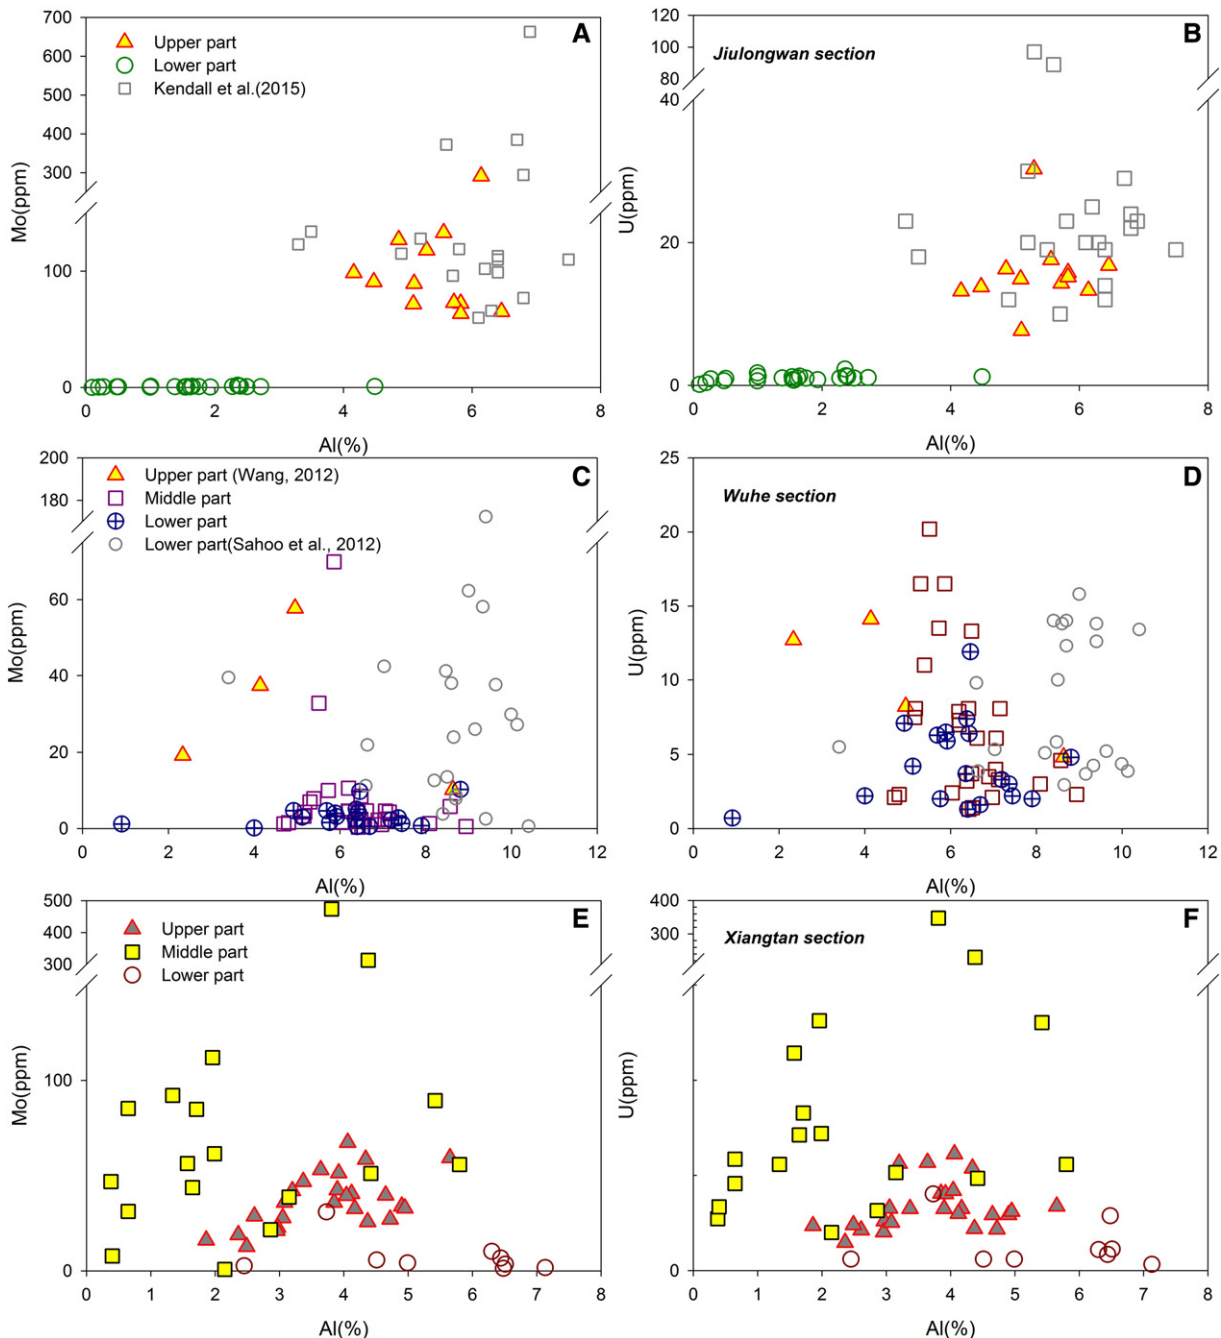 A
Upper part
Lower part
Kendall et al.(2015)
700
600
500
400
300
100
0
Mo(ppm)
0 2 4 6 8
Al(%)
B
Jiulongwan section
120
100
80
40
20
0
U(ppm)
0 2 4 6 8
Al(%)
C
Upper part (Wang, 2012)
Middle part
Lower part
Lower part(Sahoo et al., 2012)
200
180
60
40
20
0
Mo(ppm)
0 2 4 6 8 10 12
Al(%)
D
Wuhe section
25
20
15
10
5
0
U(ppm)
0 2 4 6 8 10 12
Al(%)
E
Upper part
Middle part
Lower part
500
400
300
100
0
Mo(ppm)
0 1 2 3 4 5 6 7 8
Al(%)
F
Xiangtan section
400
300
0
U(ppm)
0 1 2 3 4 5 6 7 8
Al(%)